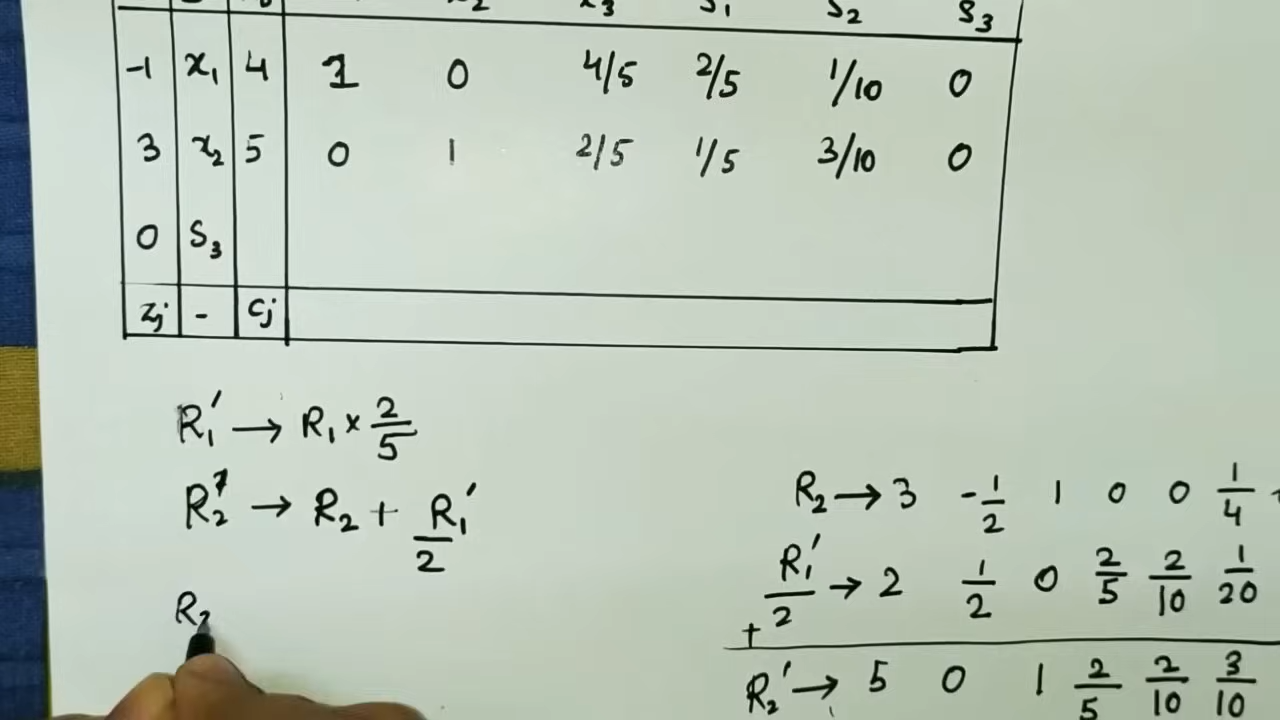 x₃ S₁ S₂ S₃
-1 x₁ 4 1 0 4/5 2/5 1/10 0
3 x₂ 5 0 1 2/5 1/5 3/10 0
0 S₃
Zj - Cj
R₁′ → R₁ × 2/5
R₂′ → R₂ + R₁′/2
R₂ → 3 -1/2 1 0 0 1/4
R₁′/2 → 2 1/2 0 2/5 2/10 1/20
+
R₂′ → 5 0 1 2/5 2/10 3/10